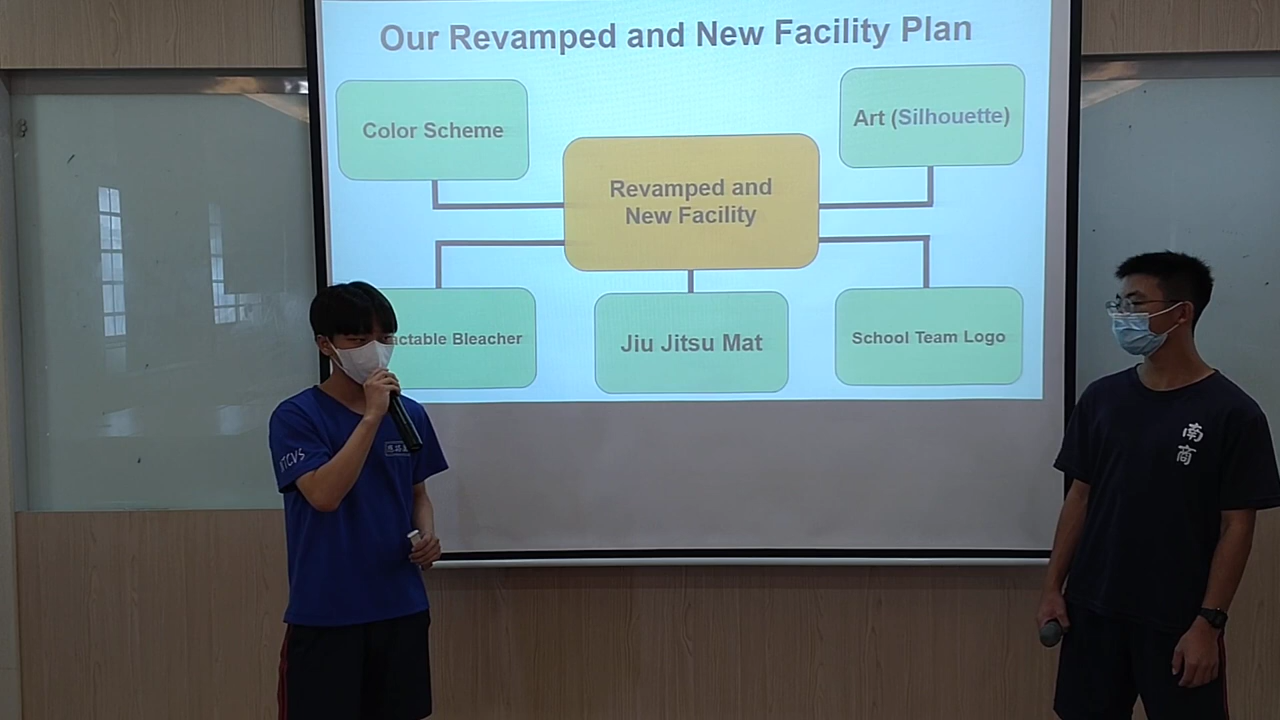 Our Revamped and New Facility Plan
Color Scheme
Art (Silhouette)
Revamped and
New Facility
actable Bleacher
Jiu Jitsu Mat
School Team Logo
TCVS
南
商